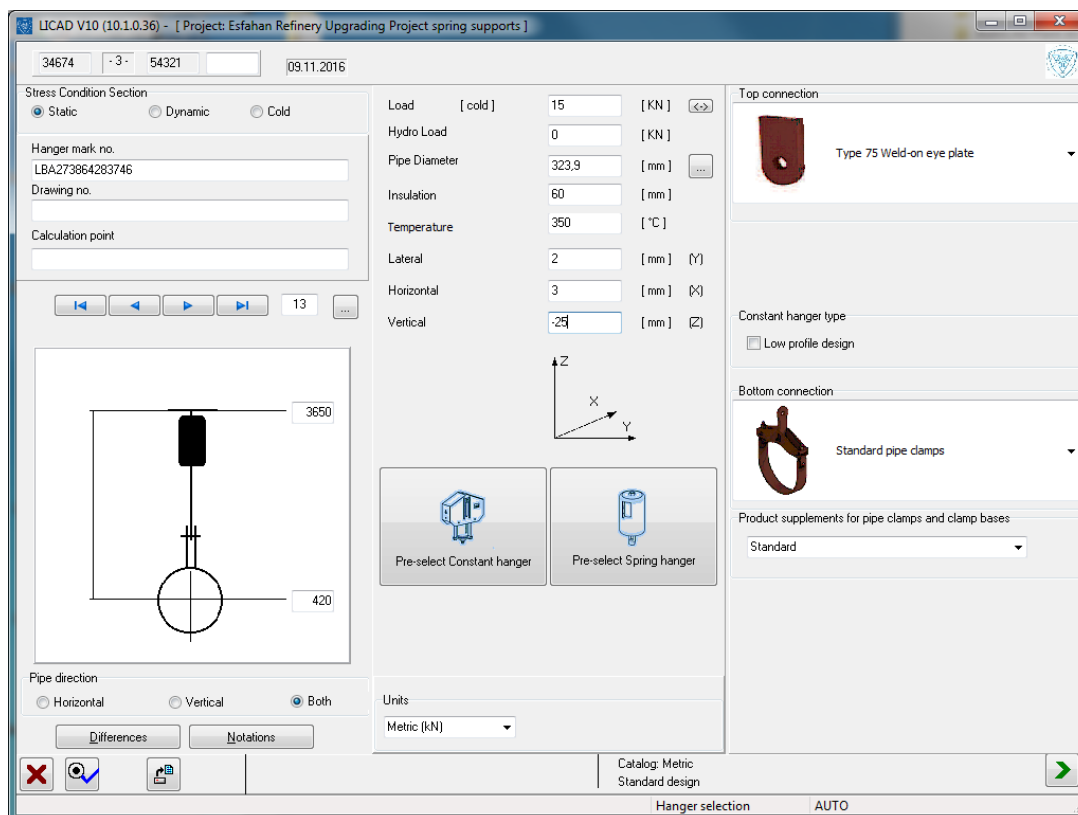 LICAD V10 (10.1.0.36) - [ Project: Esfahan Refinery Upgrading Project spring supports ]
34674 - 3 - 54321
09.11.2016
Stress Condition Section
Static Dynamic Cold
Hanger mark no.
LBA273864283746
Drawing no.
Calculation point
13 ...
3650
420
Pipe direction
Horizontal Vertical Both
Differences Notations
Load [ cold ] 15 [ KN ] <->
Hydro Load 0 [ KN ]
Pipe Diameter 323,9 [ mm ] ...
Insulation 60 [ mm ]
Temperature 350 [ °C ]
Lateral 2 [ mm ] (Y)
Horizontal 3 [ mm ] (X)
Vertical -25 [ mm ] (Z)
Z
X
Y
Pre-select Constant hanger Pre-select Spring hanger
Units
Metric (kN)
Top connection
Type 75 Weld-on eye plate
Constant hanger type
Low profile design
Bottom connection
Standard pipe clamps
Product supplements for pipe clamps and clamp bases
Standard
Catalog: Metric
Standard design
Hanger selection AUTO